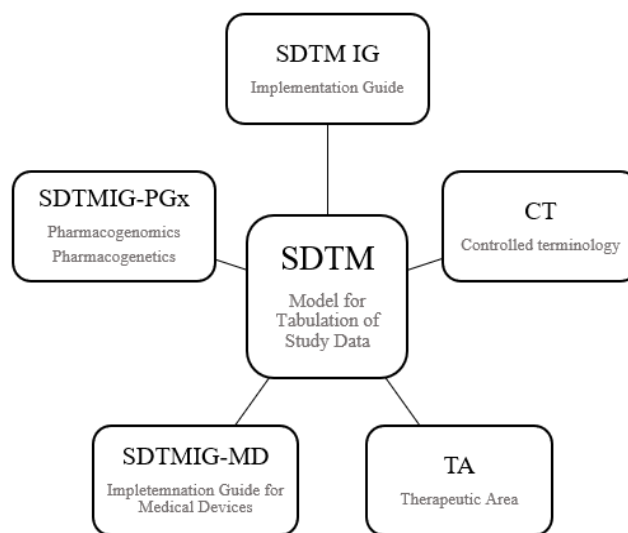 SDTM IG
Implementation Guide
SDTMIG-PGx
Pharmacogenomics
Pharmacogenetics
CT
Controlled terminology
SDTM
Model for
Tabulation of
Study Data
SDTMIG-MD
Impletemnation Guide for
Medical Devices
TA
Therapeutic Area